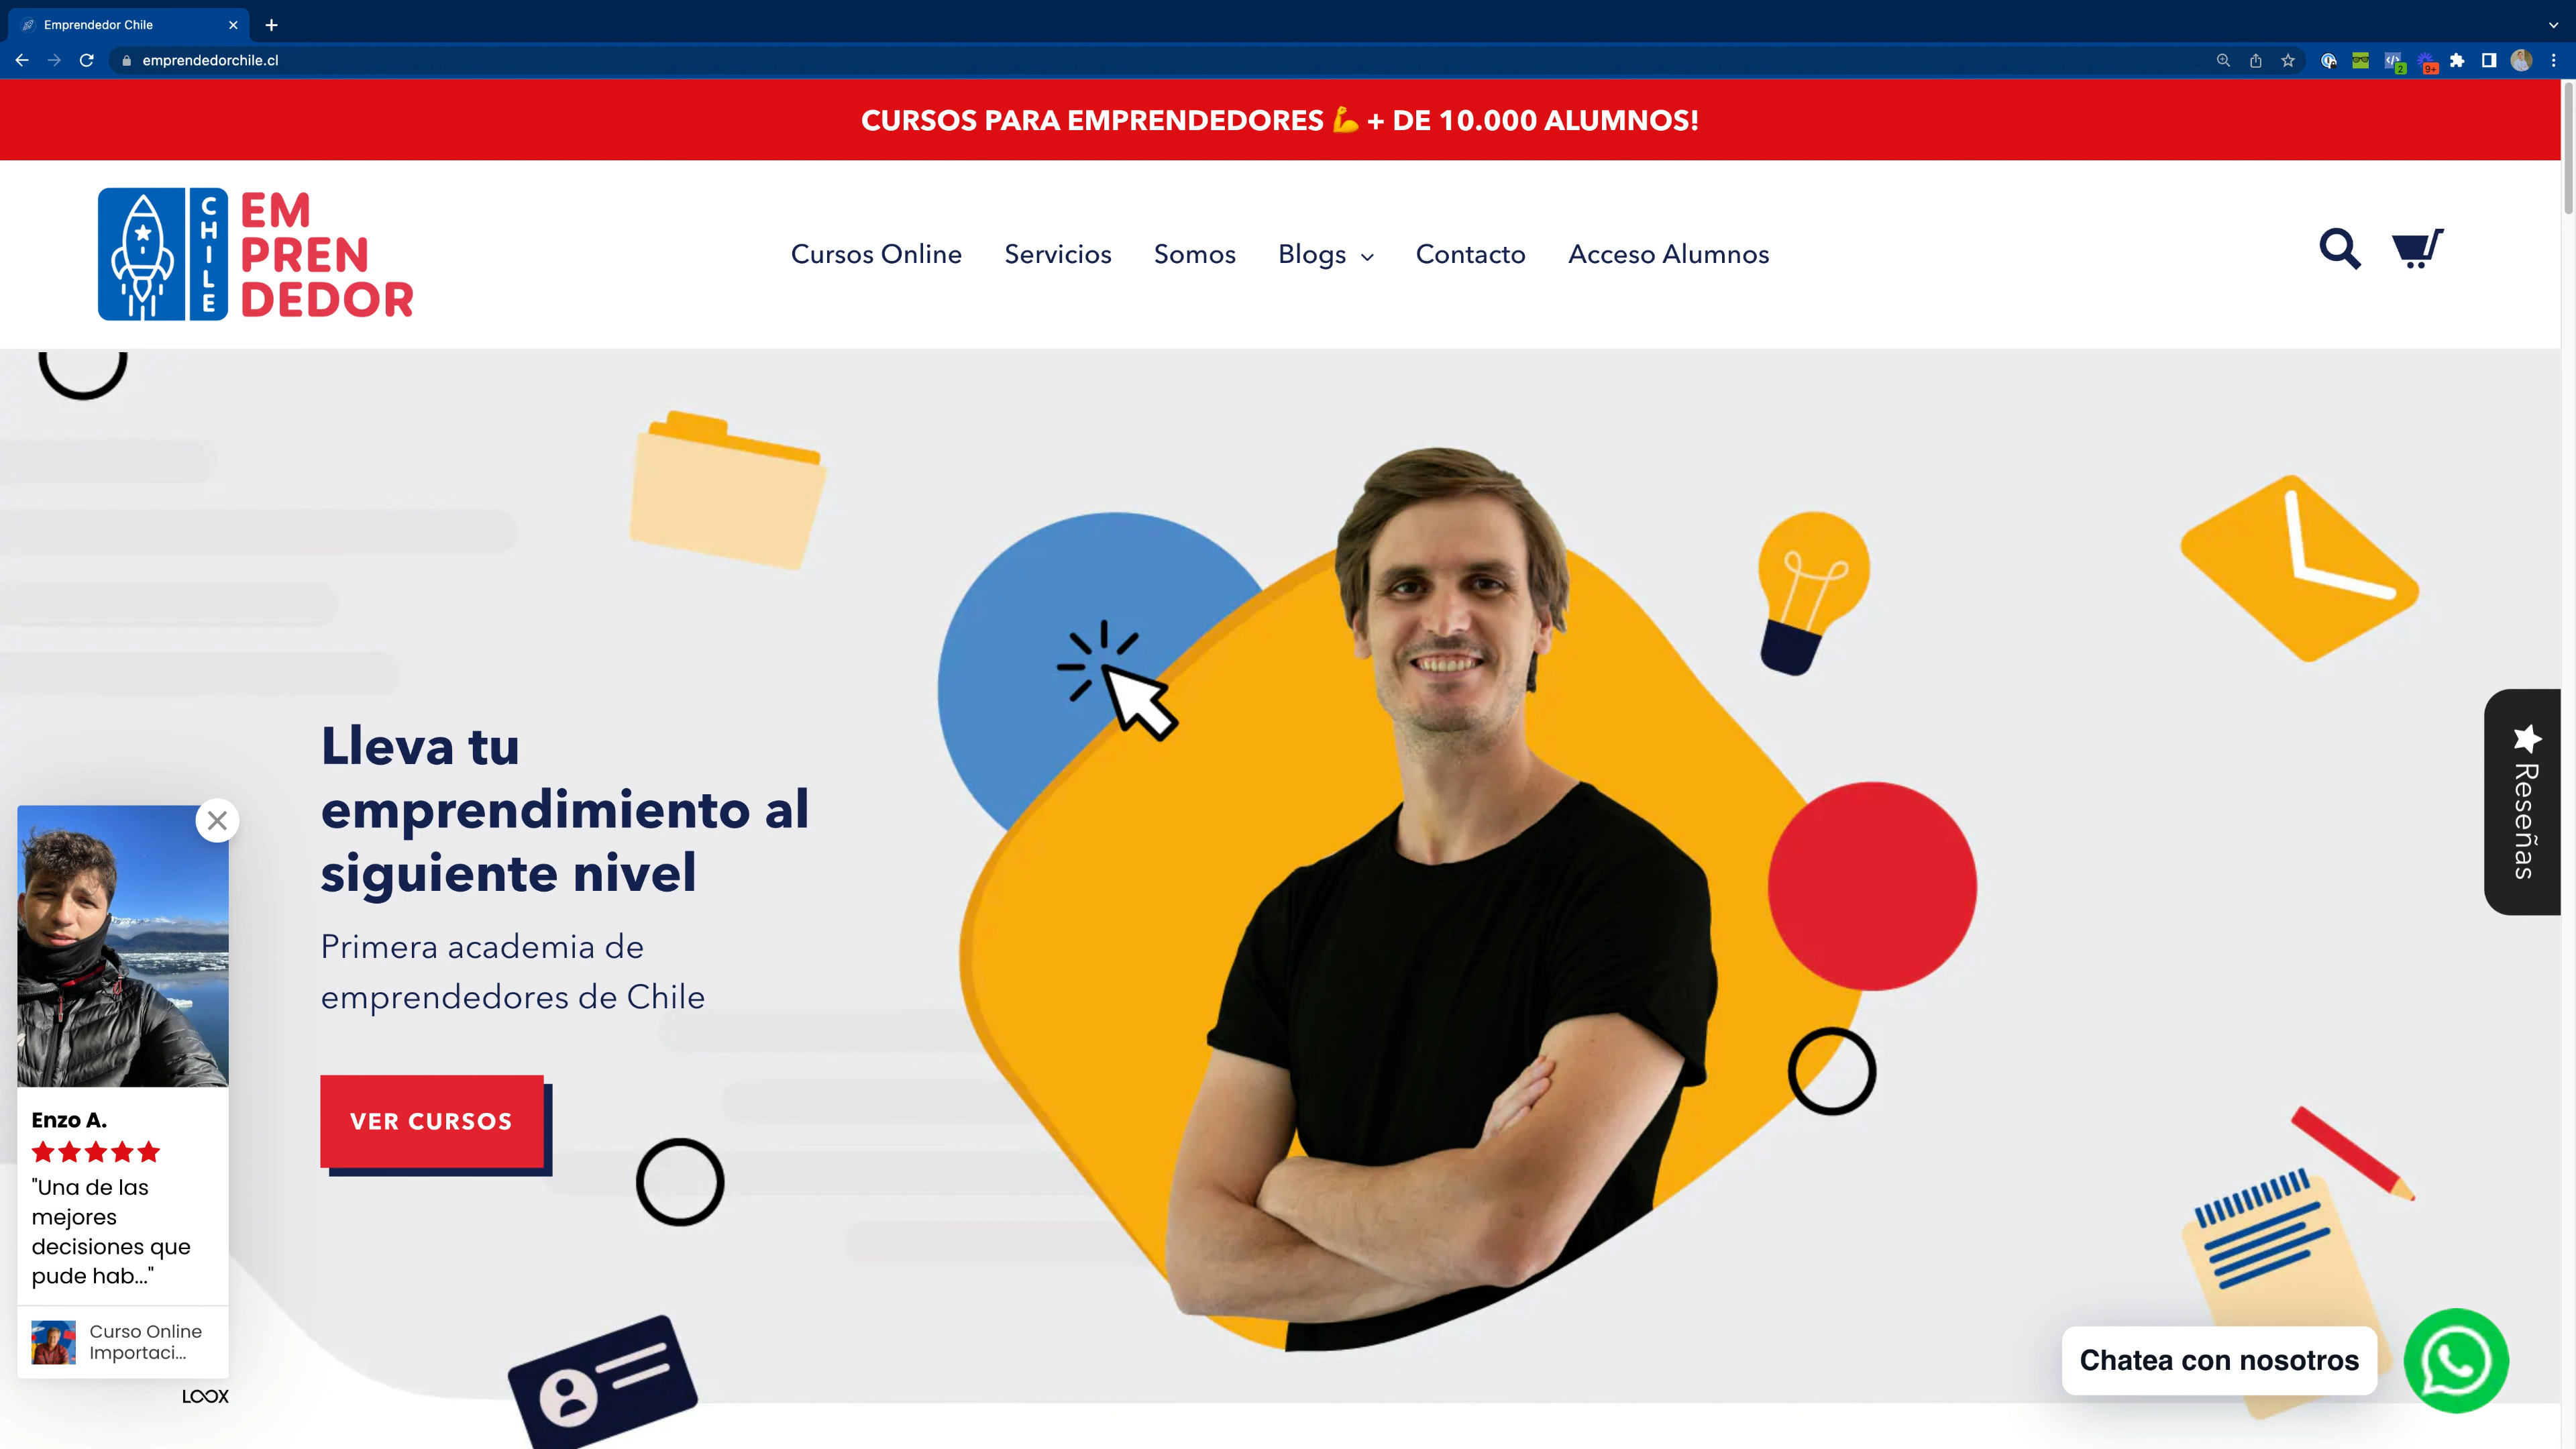 Emprendedor Chile
emprendedorchile.cl
2
9+
CURSOS PARA EMPRENDEDORES 💪 + DE 10.000 ALUMNOS!
CHILE
EM
PREN
DEDOR
Cursos Online
Servicios
Somos
Blogs
Contacto
Acceso Alumnos
Lleva tu
emprendimiento al
siguiente nivel
Primera academia de
emprendedores de Chile
VER CURSOS
Reseñas
Enzo A.
"Una de las
mejores
decisiones que
pude hab..."
Curso Online
Importaci...
LOOX
Chatea con nosotros